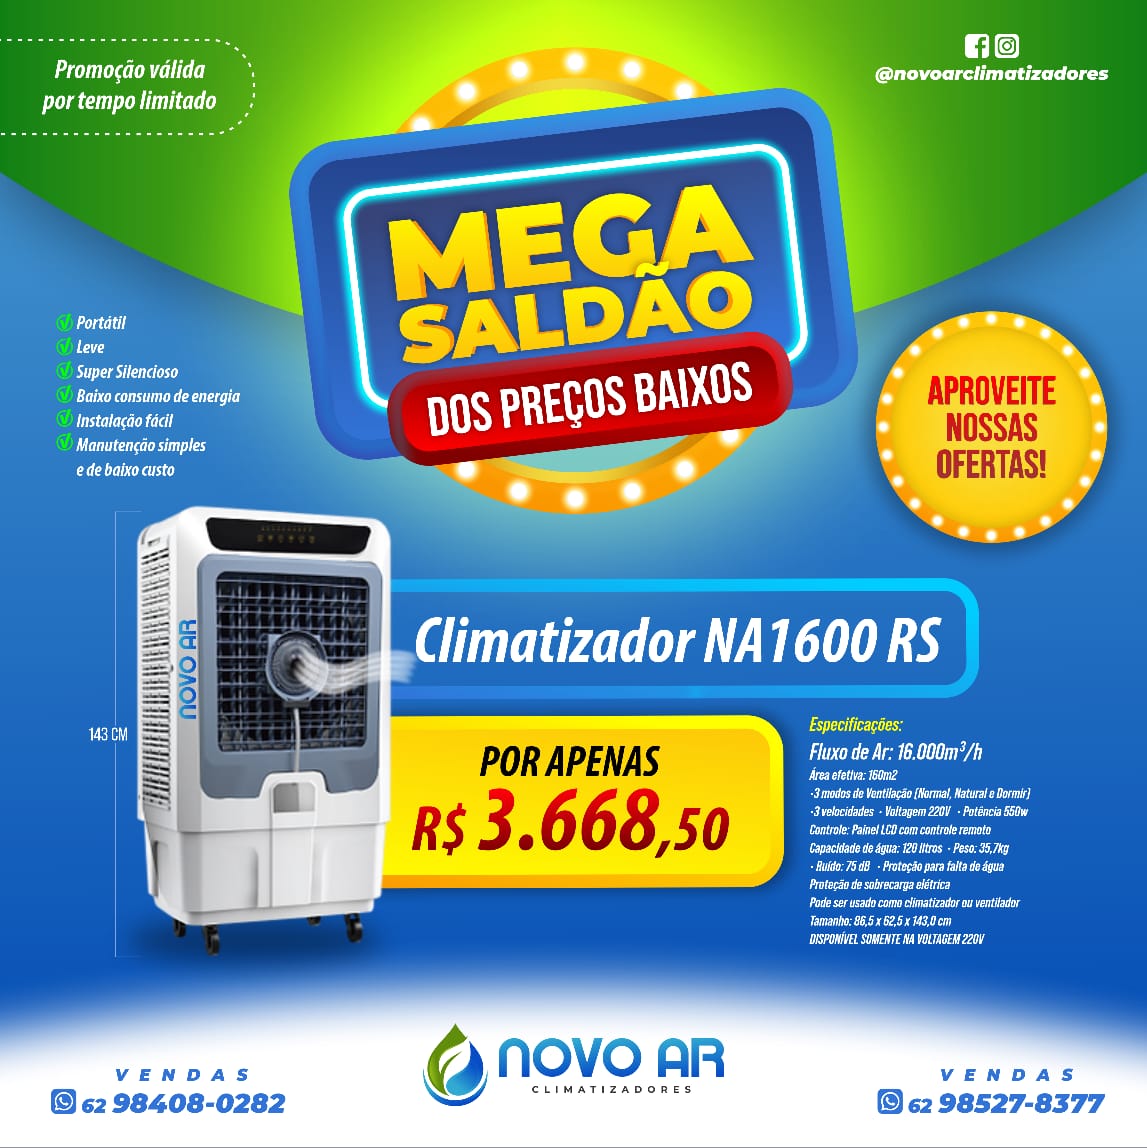 Promoção válida
por tempo limitado
@novoarclimatizadores
MEGA
SALDÃO
DOS PREÇOS BAIXOS
Portátil
Leve
Super Silencioso
Baixo consumo de energia
Instalação fácil
Manutenção simples
e de baixo custo
APROVEITE
NOSSAS
OFERTAS!
NOVO AR
143 CM
Climatizador NA1600 RS
POR APENAS
R$ 3.668,50
Especificações:
Fluxo de Ar: 16.000m³/h
Área efetiva: 160m2
·3 modos de Ventilação (Normal, Natural e Dormir)
·3 velocidades · Voltagem 220V · Potência 550w
Controle: Painel LCD com controle remoto
Capacidade de água: 120 litros · Peso: 35,7kg
· Ruído: 75 dB · Proteção para falta de água
Proteção de sobrecarga elétrica
Pode ser usado como climatizador ou ventilador
Tamanho: 86,5 x 62,5 x 143,0 cm
DISPONÍVEL SOMENTE NA VOLTAGEM 220V
NOVO AR
CLIMATIZADORES
VENDAS
62 98408-0282
VENDAS
62 98527-8377